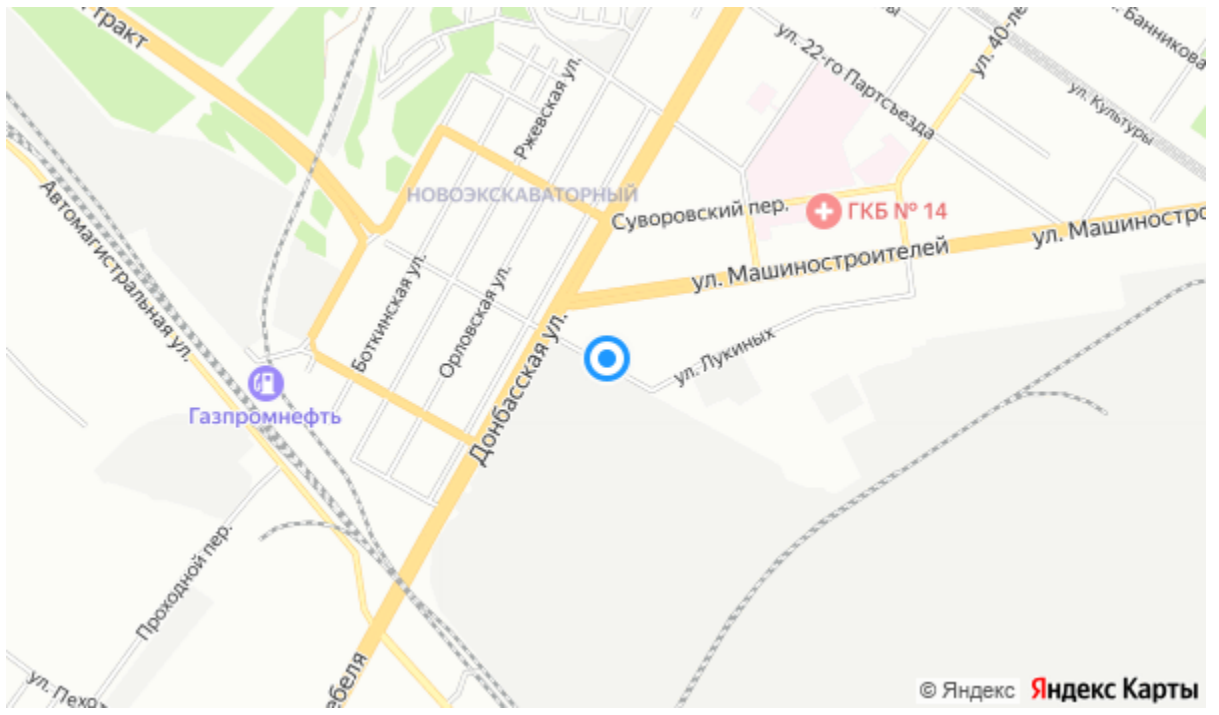 тракт
ул. 22-го Партсъезда
ул. 40-ле
Банникова
ул. Культуры
Ржевская ул.
НОВОЭКСКАВАТОРНЫЙ
Суворовский пер.
ГКБ № 14
ул. Машиностро
ул. Машиностроителей
Автомагистральная ул.
Боткинская ул.
Орловская ул.
Донбасская ул.
ул. Лукиных
Газпромнефть
Проходной пер.
ул. Пехо
ебеля
© Яндекс Яндекс Карты